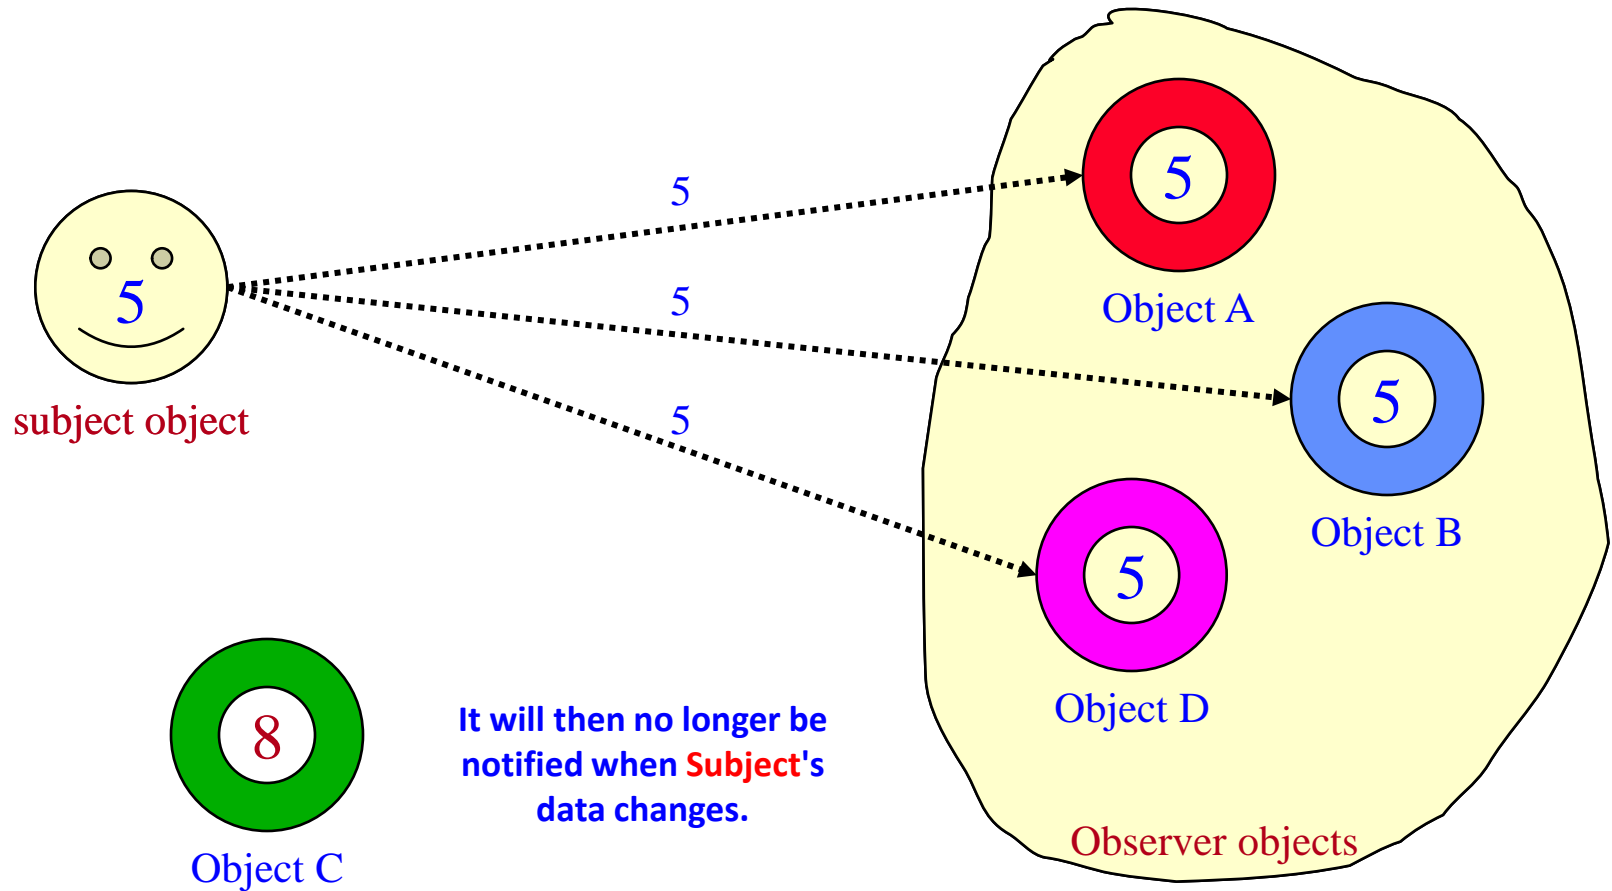 5
subject object
5
5
5
5
Object A
5
Object B
5
Object D
8
Object C
It will then no longer be
notified when Subject's
data changes.
Observer objects